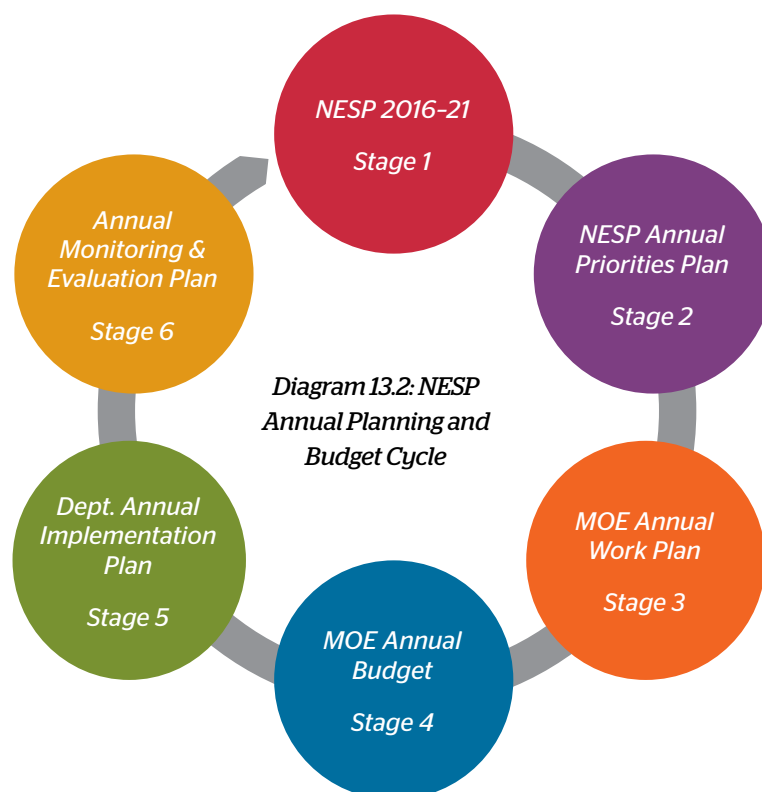 NESP 2016-21
Stage 1
NESP Annual
Priorities Plan
Stage 2
MOE Annual
Work Plan
Stage 3
MOE Annual
Budget
Stage 4
Dept. Annual
Implementation
Plan
Stage 5
Annual
Monitoring &
Evaluation Plan
Stage 6
Diagram 13.2: NESP
Annual Planning and
Budget Cycle